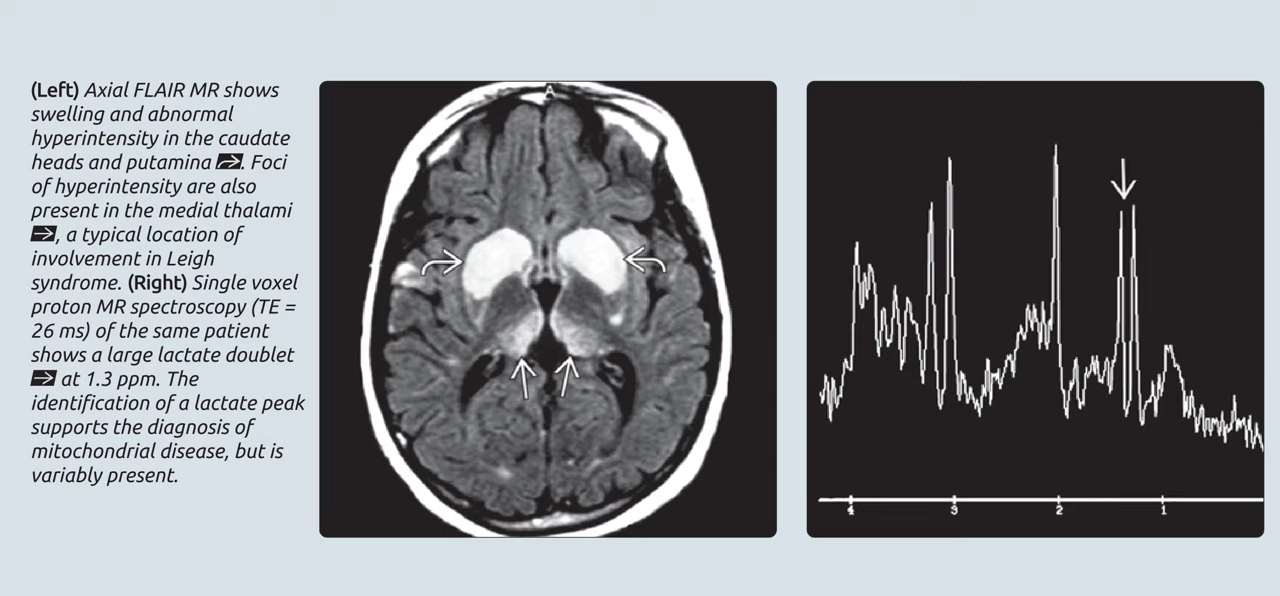 (Left) Axial FLAIR MR shows
swelling and abnormal
hyperintensity in the caudate
heads and putamina. Foci
of hyperintensity are also
present in the medial thalami
, a typical location of
involvement in Leigh
syndrome. (Right) Single voxel
proton MR spectroscopy (TE =
26 ms) of the same patient
shows a large lactate doublet
at 1.3 ppm. The
identification of a lactate peak
supports the diagnosis of
mitochondrial disease, but is
variably present.
A
4 3 2 1